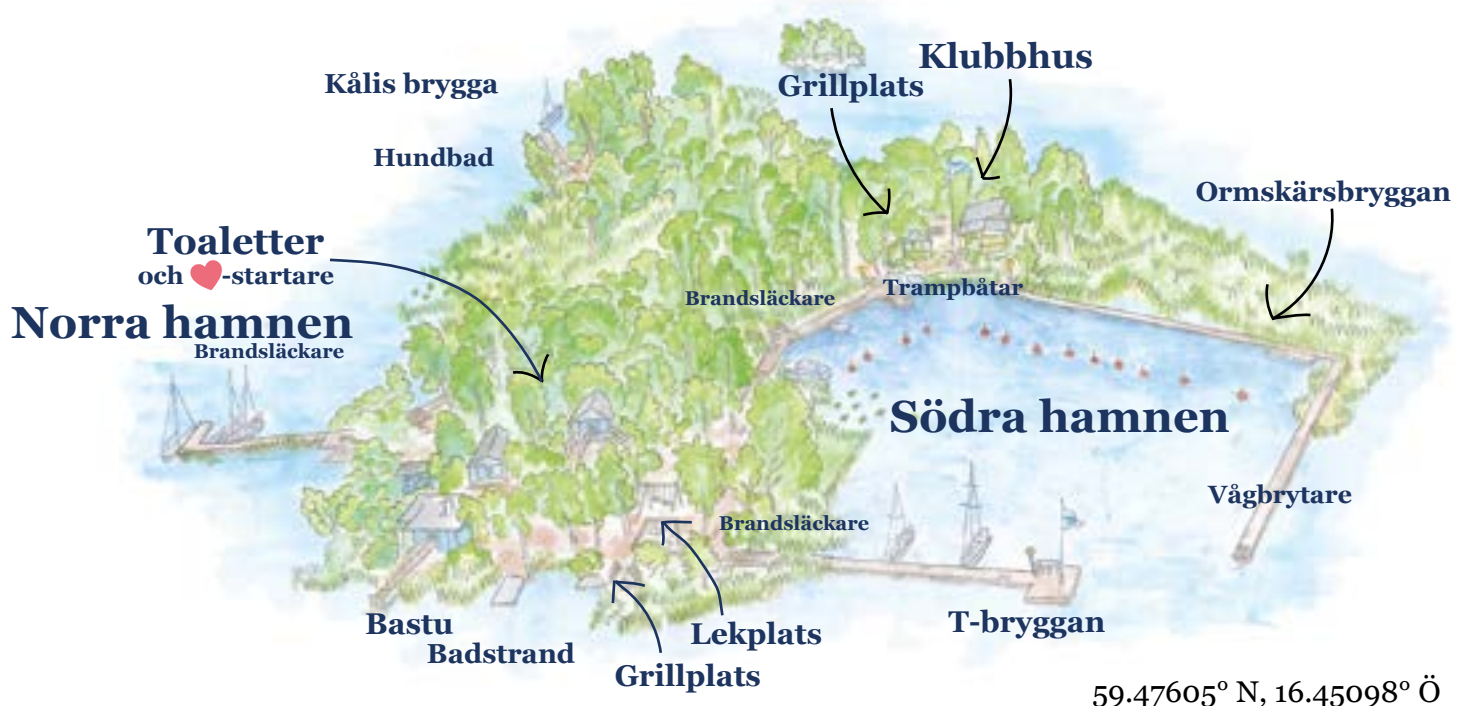 Klubbhus
Grillplats
Kålis brygga
Hundbad
Ormskärsbryggan
Toaletter
och ❤-startare
Norra hamnen
Brandsläckare
Brandsläckare
Trampbåtar
Södra hamnen
Vågbrytare
Brandsläckare
Bastu
Badstrand
Lekplats
Grillplats
T-bryggan
59.47605° N, 16.45098° Ö